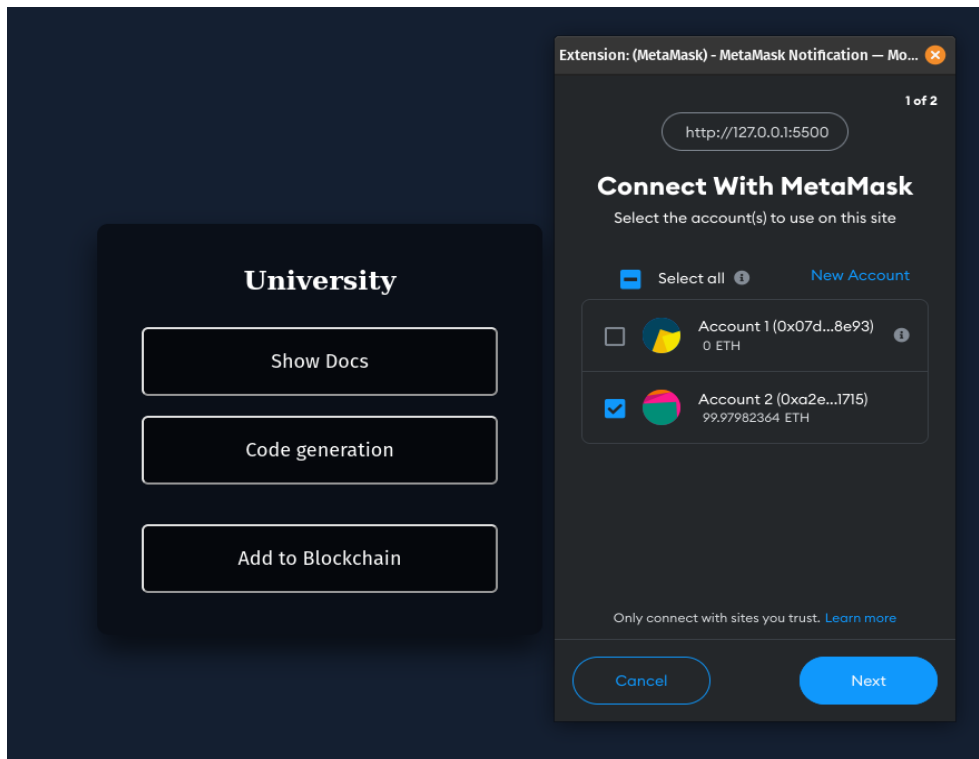 University
Show Docs
Code generation
Add to Blockchain
Extension: (MetaMask) - MetaMask Notification — Mo...
1 of 2
http://127.0.0.1:5500
Connect With MetaMask
Select the account(s) to use on this site
Select all
New Account
Account 1 (0x07d...8e93)
0 ETH
Account 2 (0xa2e...1715)
99.97982364 ETH
Only connect with sites you trust. Learn more
Cancel
Next